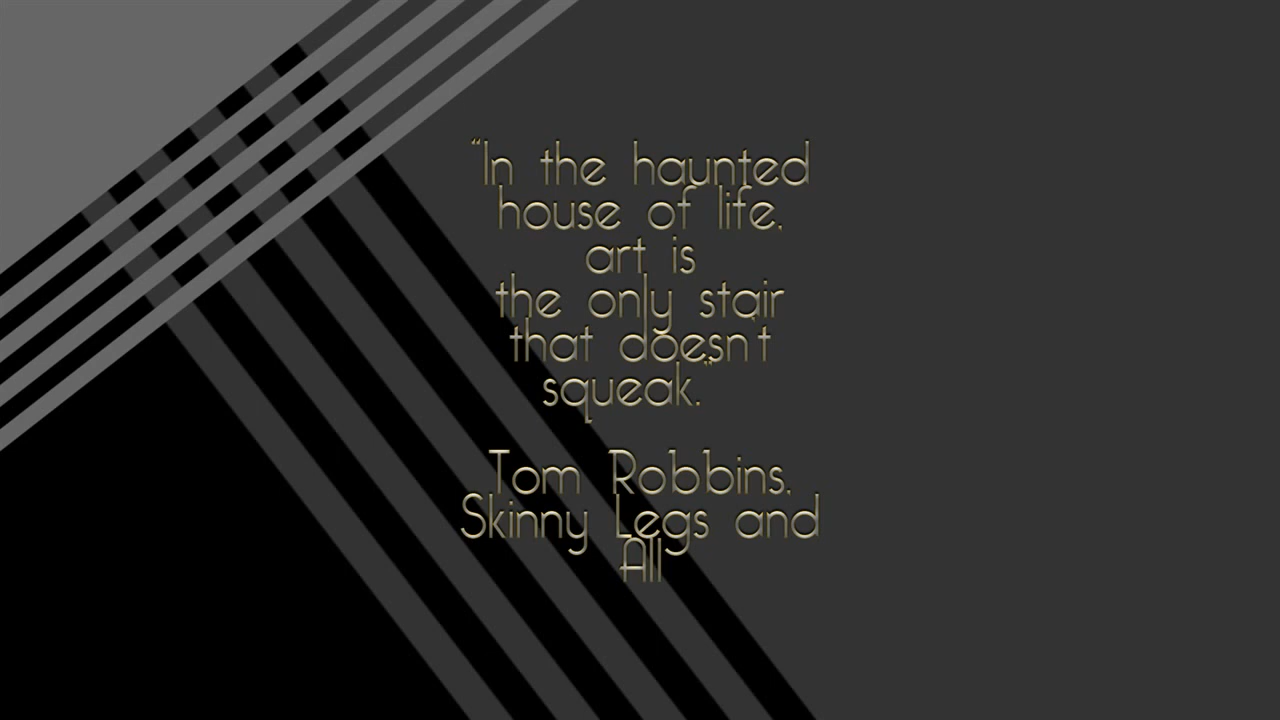 “In the haunted
house of life,
art is
the only stair
that doesn't
squeak.”
Tom Robbins,
Skinny Legs and
All